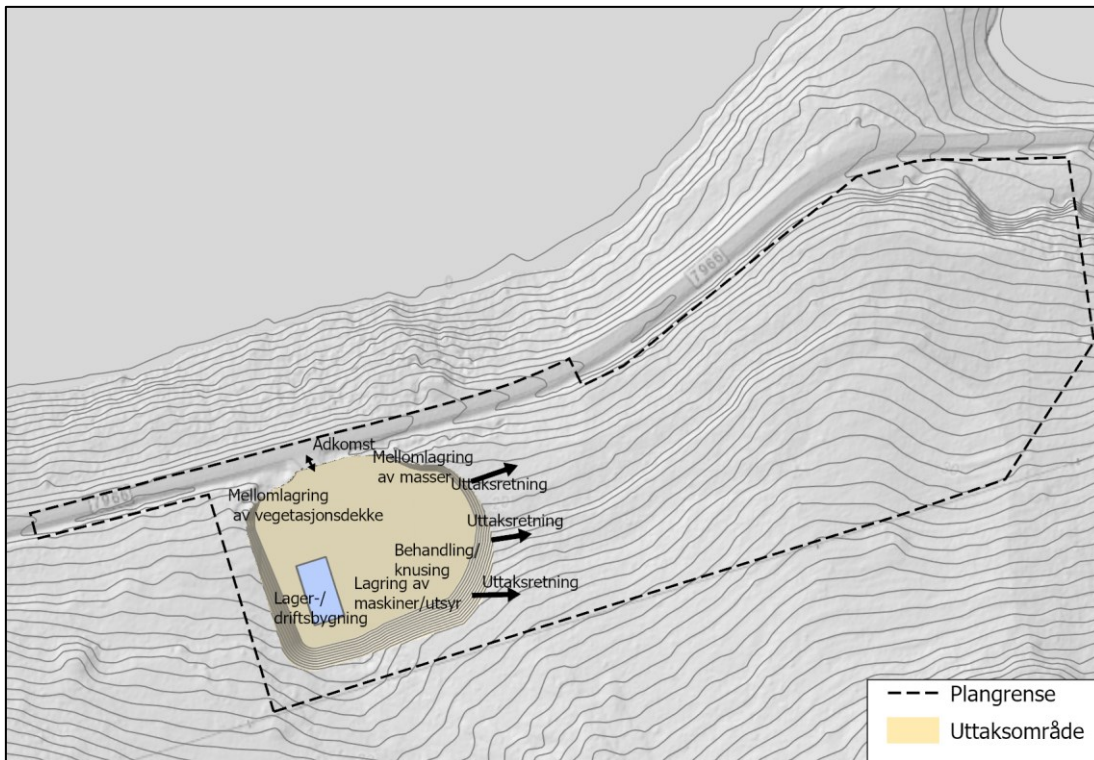 7966
Adkomst
Mellomlagring
av masser
Uttaksretning
Mellomlagring
av vegetasjonsdekke
7966
Uttaksretning
Behandling/
knusing
Lagring av
maskiner/utsyr
Uttaksretning
Lager-/
driftsbygning
Plangrense
Uttaksområde